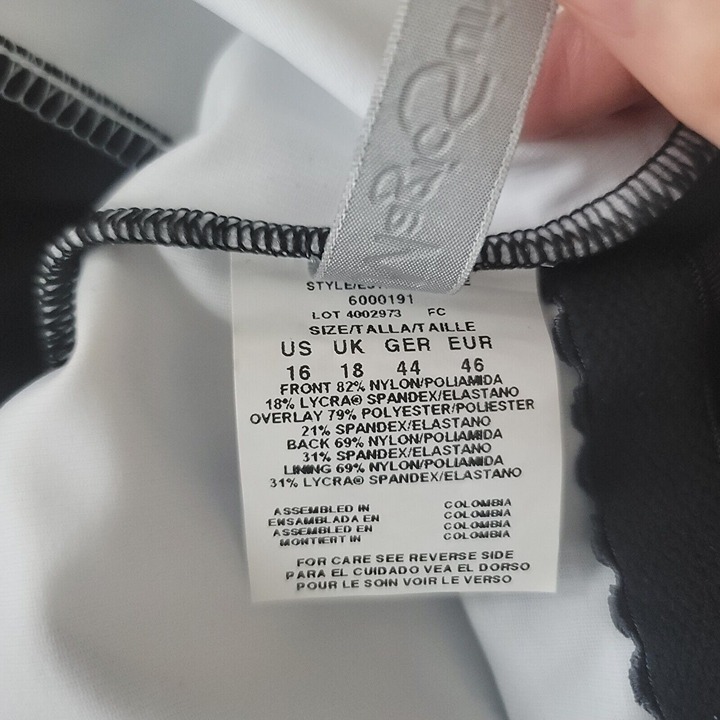 6000191
LOT 4002973 FC
SIZE/TALLA/TAILLE
US UK GER EUR
16 18 44 46
FRONT 82% NYLON/POLIAMIDA
18% LYCRA® SPANDEX/ELASTANO
OVERLAY 79% POLYESTER/POLIESTER
21% SPANDEX/ELASTANO
BACK 69% NYLON/POLIAMIDA
31% SPANDEX/ELASTANO
LINING 69% NYLON/POLIAMIDA
31% LYCRA® SPANDEX/ELASTANO
ASSEMBLED IN COLOMBIA
ENSAMBLADA EN COLOMBIA
ASSEMBLED EN COLOMBIA
MONTIERT IN COLOMBIA
FOR CARE SEE REVERSE SIDE
PARA EL CUIDADO VEA EL DORSO
POUR LE SOIN VOIR LE VERSO